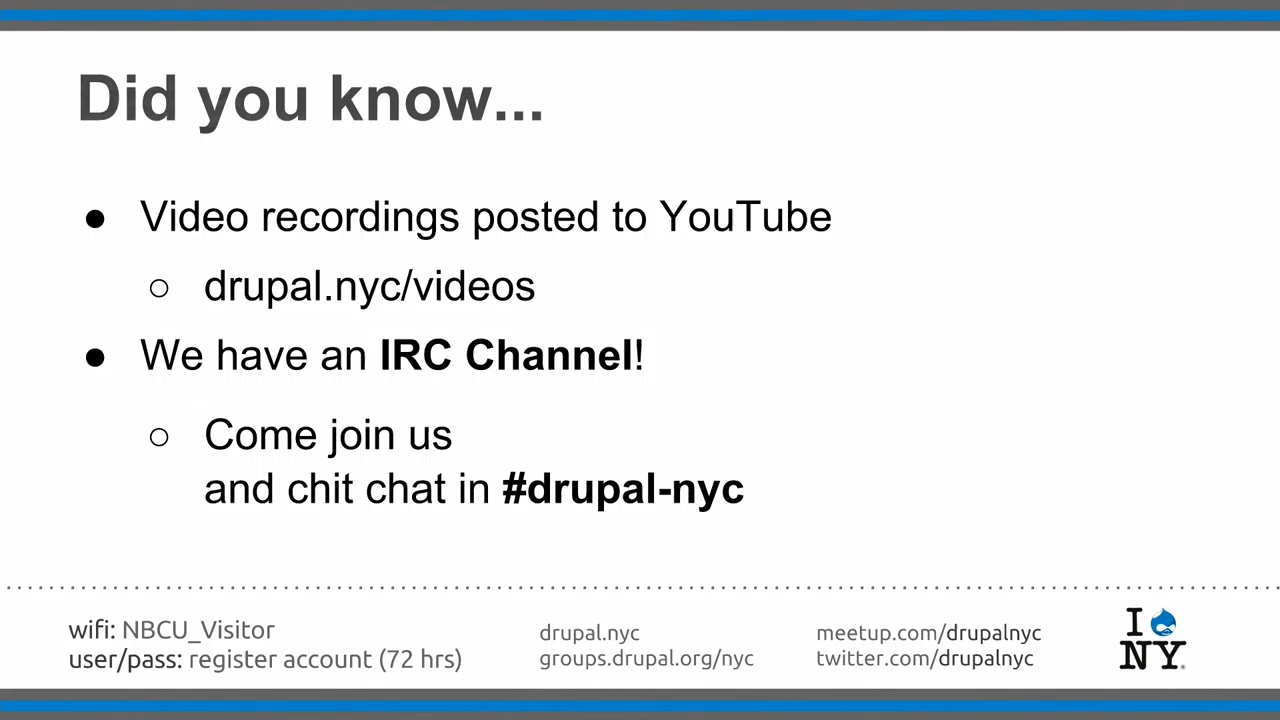 Did you know...
● Video recordings posted to YouTube
○ drupal.nyc/videos
● We have an IRC Channel!
○ Come join us
and chit chat in #drupal-nyc
wifi: NBCU_Visitor
user/pass: register account (72 hrs)
drupal.nyc
groups.drupal.org/nyc
meetup.com/drupalnyc
twitter.com/drupalnyc
I
NY